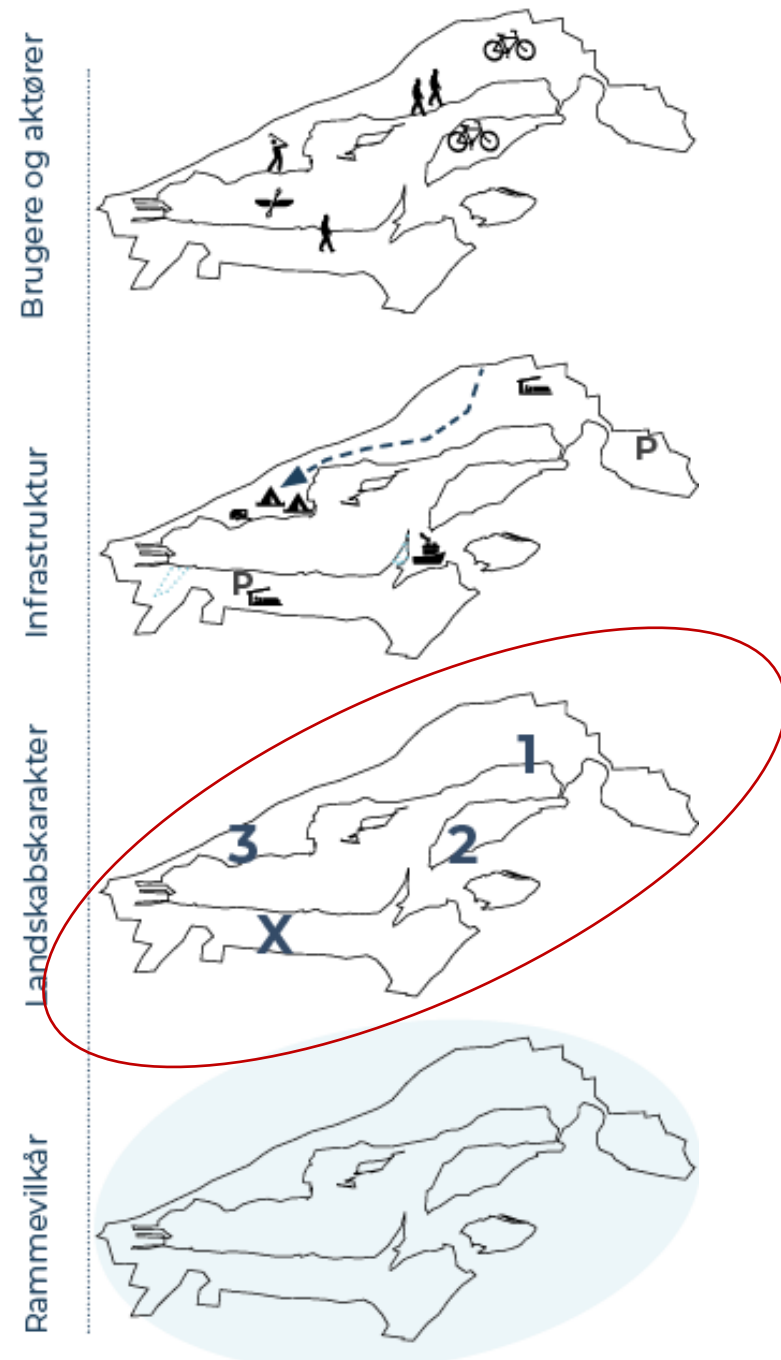 Brugere og aktører
Infrastruktur
P
P
Landskabskarakter
1
3
2
X
Rammevilkår